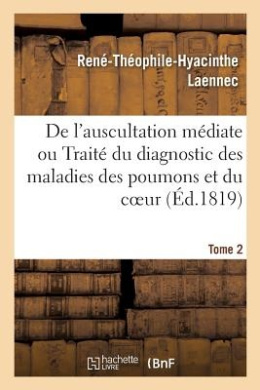 René-Théophile-Hyacinthe
Laennec
De l'auscultation médiate ou Traité du
diagnostic des maladies des poumons et du
cœur (Éd.1819)
Tome 2
hachette
LIVRE
{BnF